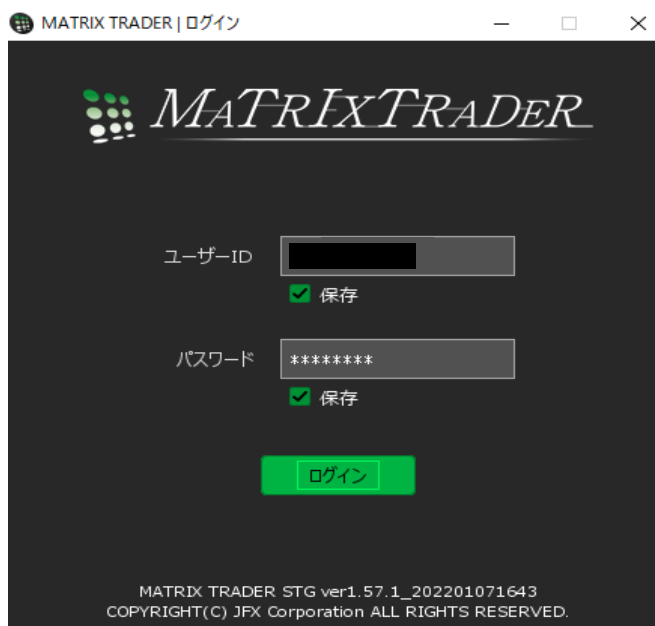 MATRIX TRADER | ログイン
MATRIXTRADER
ユーザーID
保存
パスワード ********
保存
ログイン
MATRIX TRADER STG ver1.57.1_202201071643
COPYRIGHT(C) JFX Corporation ALL RIGHTS RESERVED.